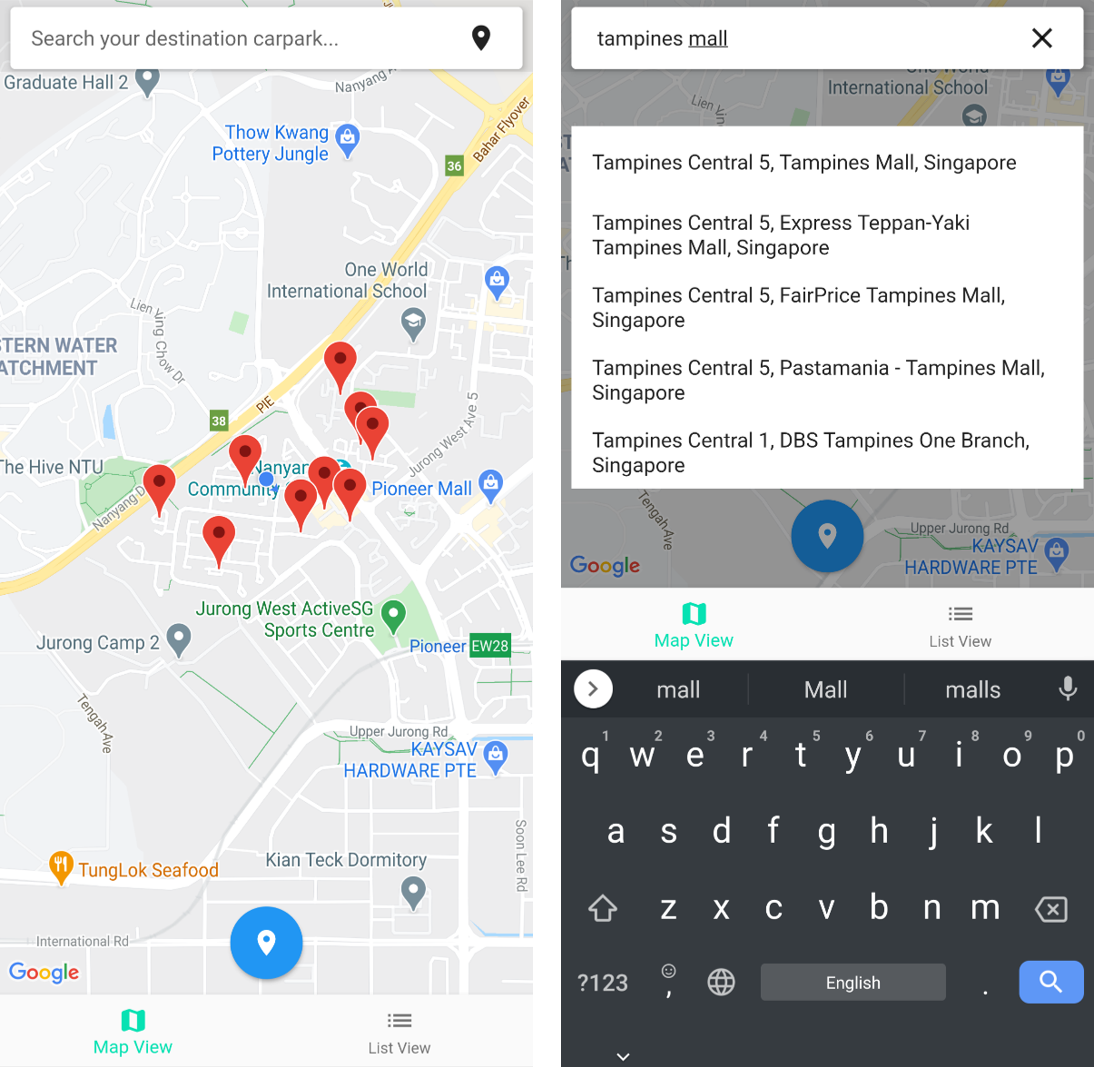 Search your destination carpark...
Graduate Hall 2
Nanyang A
Thow Kwang
Pottery Jungle
Bahar Flyover
36
One World
International School
Lien Ying Chow Dr
STERN WATER
ATCHMENT
PIE
38
Jurong West Ave 5
The Hive NTU
Nanyang
Community
Nanyang D
Pioneer Mall
Jurong West ActiveSG
Sports Centre
Jurong Camp 2
Pioneer EW28
Tengah Ave
Upper Jurong Rd
KAYSAV
HARDWARE PTE
Soon Lee Rd
Kian Teck Dormitory
TungLok Seafood
International Rd
Google
Map View
List View
tampines mall
One World
International School
Lien
Tampines Central 5, Tampines Mall, Singapore
Tampines Central 5, Express Teppan-Yaki
Tampines Mall, Singapore
Tampines Central 5, FairPrice Tampines Mall,
Singapore
Tampines Central 5, Pastamania - Tampines Mall,
Singapore
Tampines Central 1, DBS Tampines One Branch,
Singapore
Tengah Ave
Upper Jurong Rd
KAYSAV
HARDWARE PTE
Google
Map View
List View
mall Mall malls
1 2 3 4 5 6 7 8 9 0
q w e r t y u i o p
a s d f g h j k l
z x c v b n m
?123 , English .